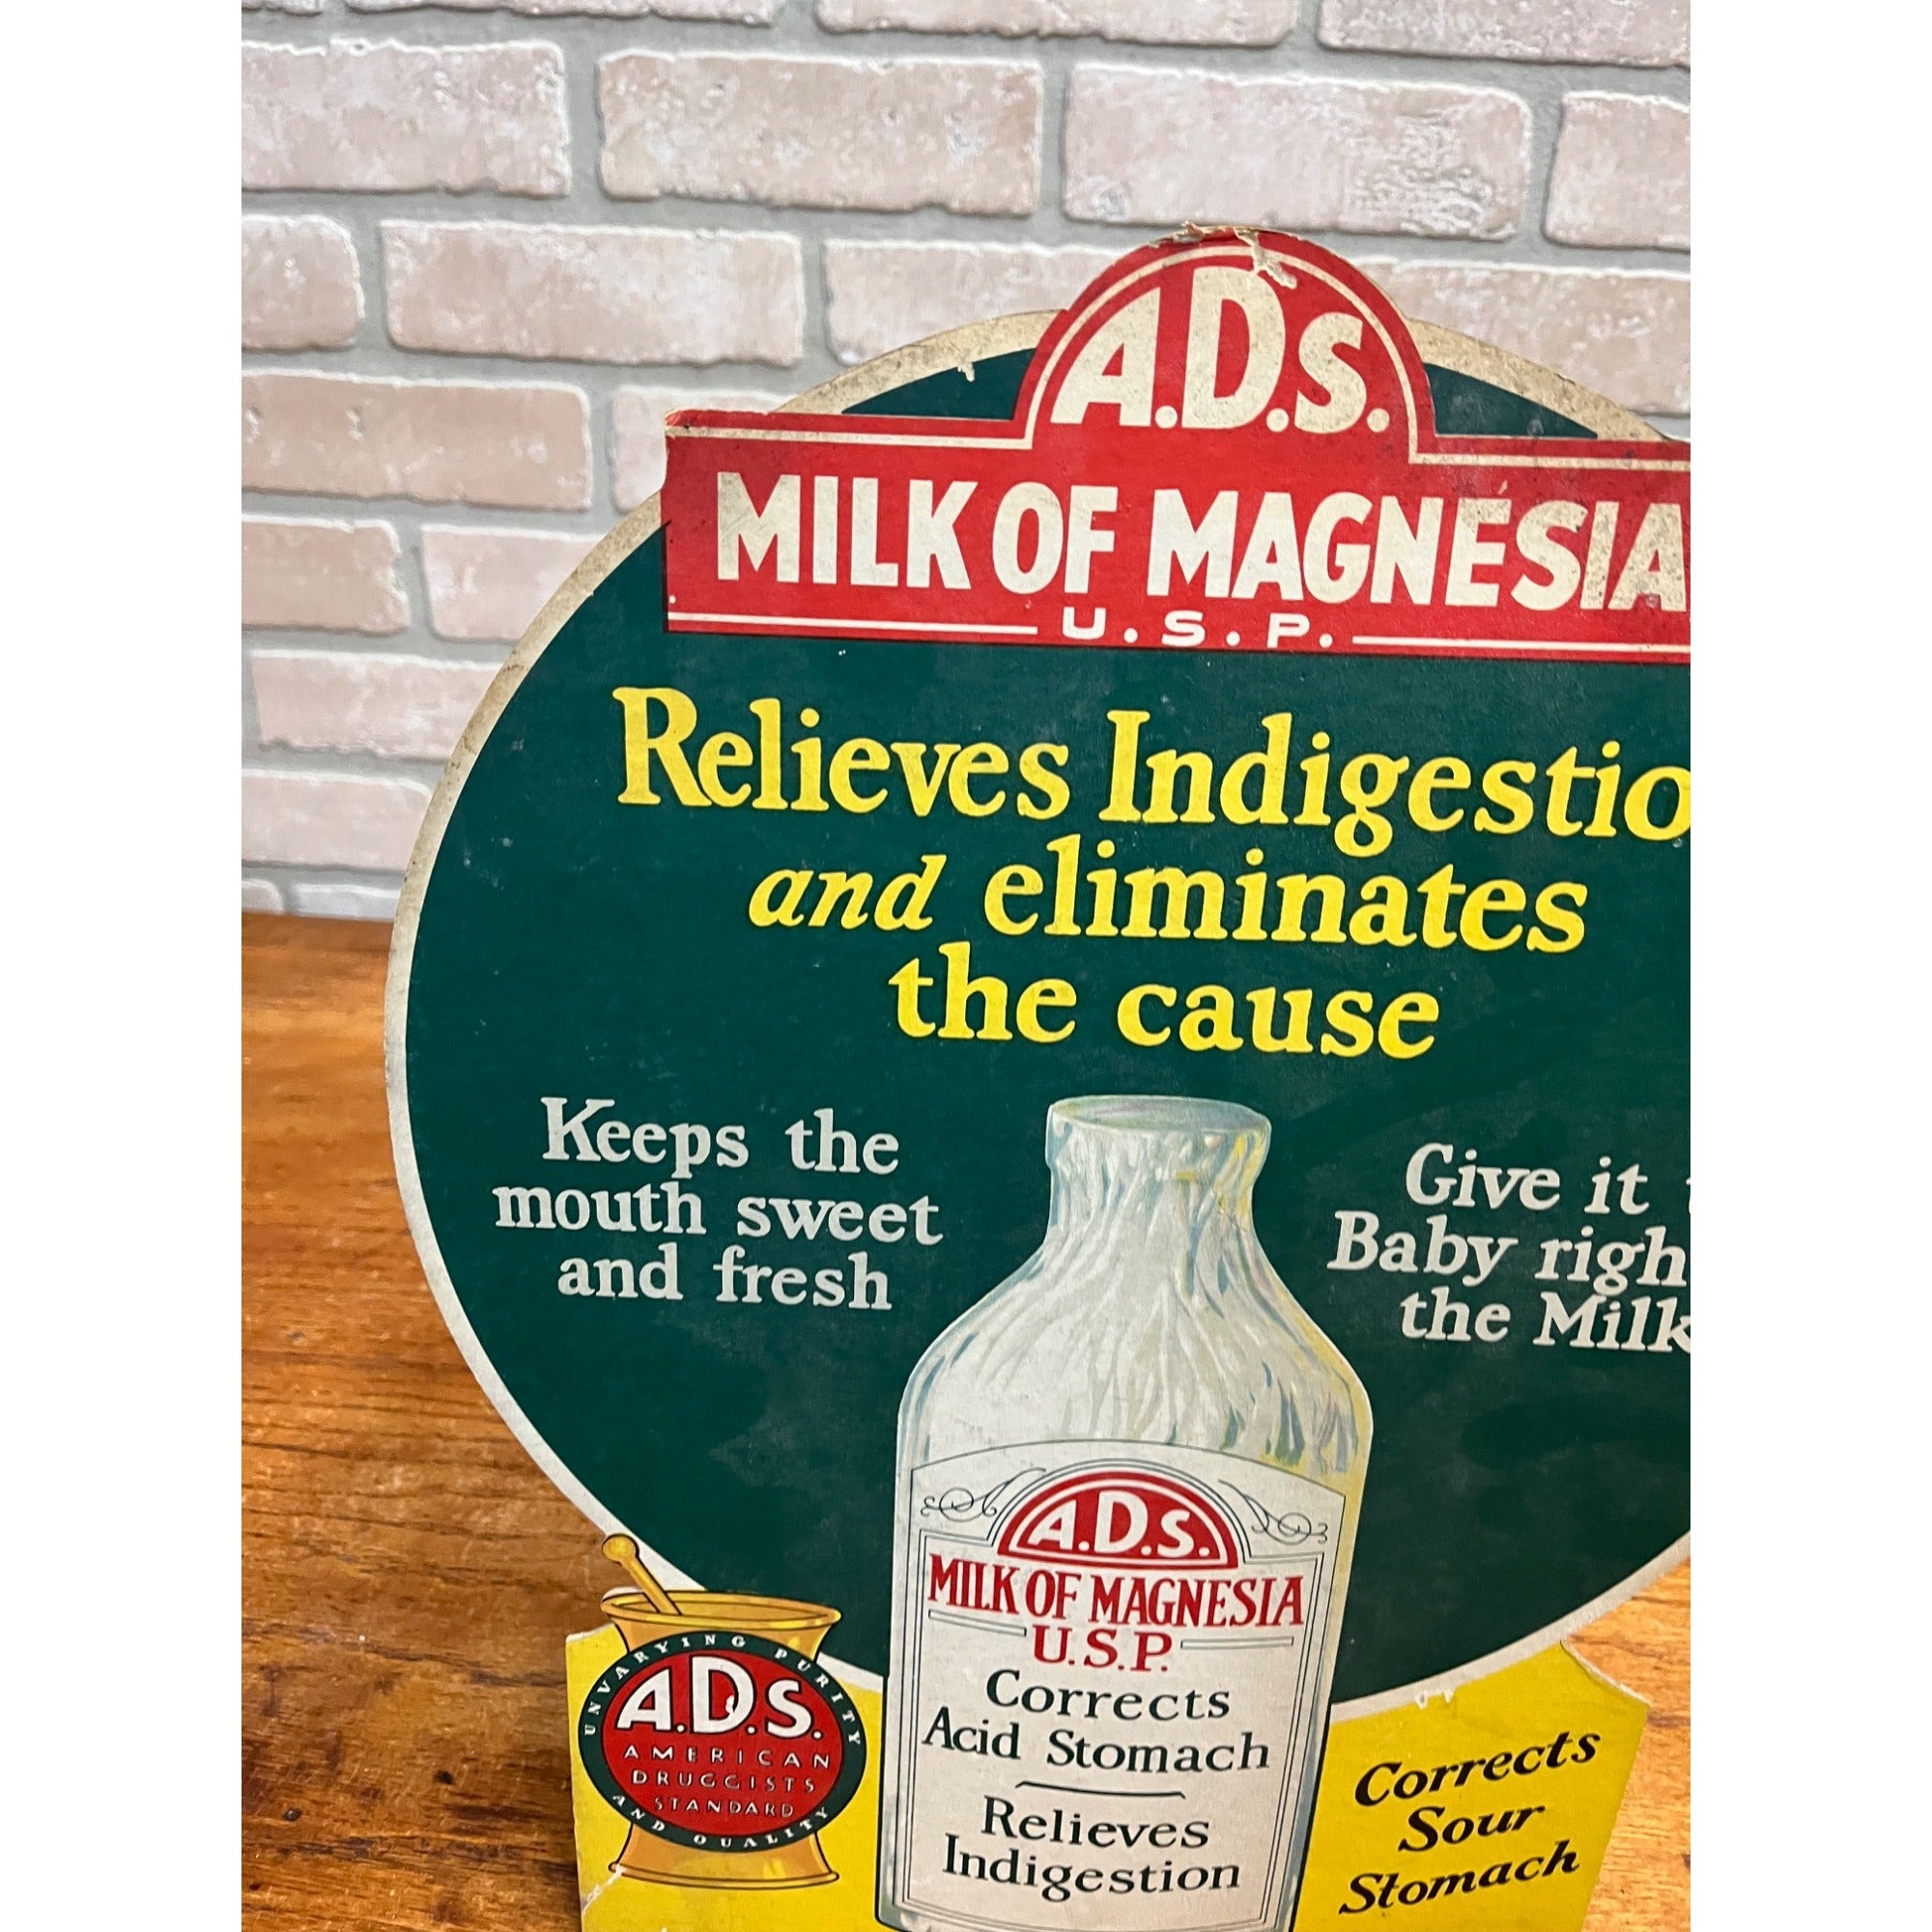 A.D.S.
MILK OF MAGNESIA
U.S.P.
Relieves Indigestio
and eliminates
the cause
Keeps the
mouth sweet
and fresh
Give it
Baby righ
the Milk
A.D.S.
MILK OF MAGNESIA
U.S.P.
Corrects
Acid Stomach
Relieves
Indigestion
UNVARYING PURITY
A.D.S.
AMERICAN
DRUGGISTS
STANDARD
AND QUALITY
Corrects
Sour
Stomach